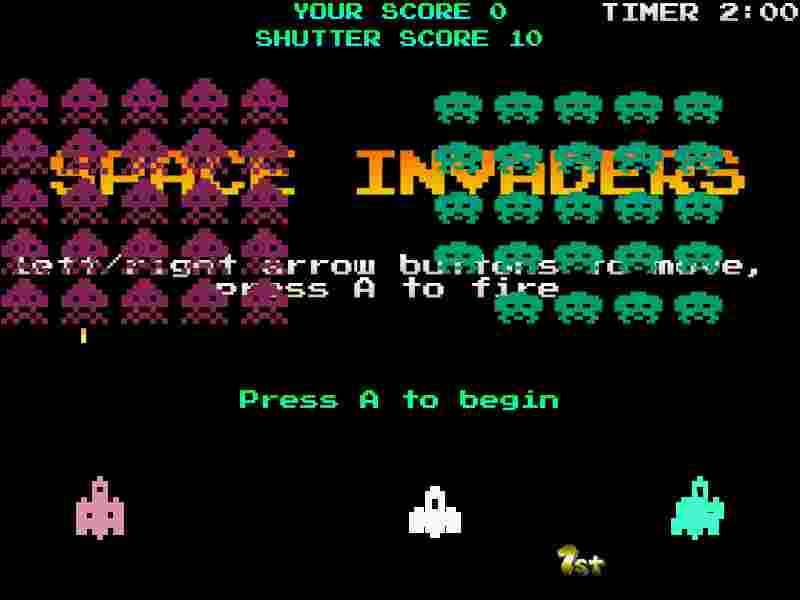 YOUR SCORE 0
TIMER 2:00
SHUTTER SCORE 10
SPACE INVADERS
Left/right arrow buttons to move,
press A to fire
Press A to begin
1st